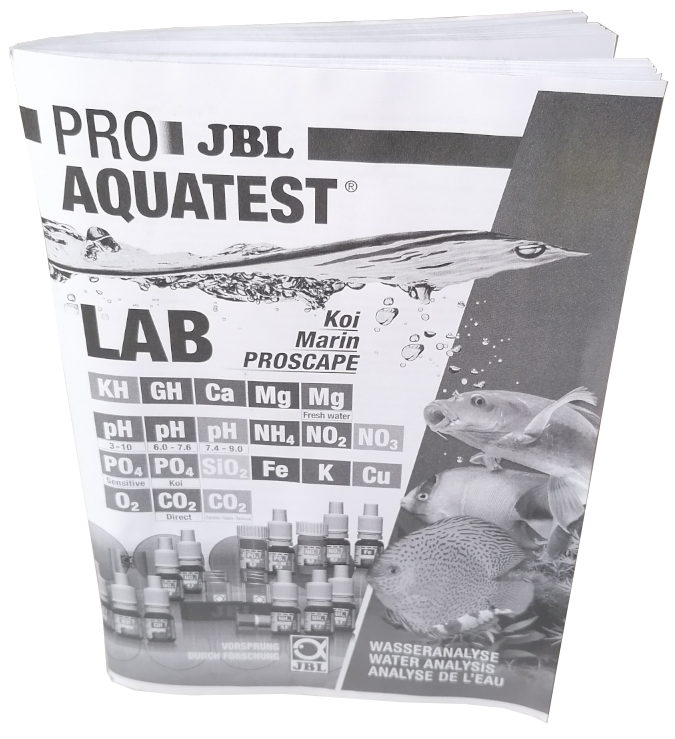 PRO JBL
AQUATEST®
LAB
Koi
Marin
PROSCAPE
KH GH Ca Mg Mg
Fresh water
pH pH pH NH₄ NO₂ NO₃
3-10 6.0 - 7.6 7.4 - 9.0
PO₄ PO₄ SiO₂ Fe K Cu
Sensitive Koi
O₂ CO₂ CO₂
Direct
VORSPRUNG
DURCH FORSCHUNG
JBL
WASSERANALYSE
WATER ANALYSIS
ANALYSE DE L'EAU